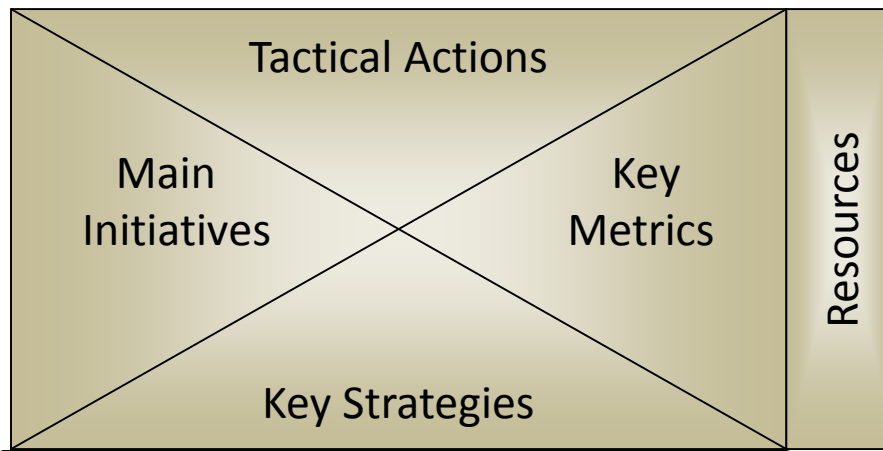 Tactical Actions
Main
Initiatives
Key
Metrics
Resources
Key Strategies